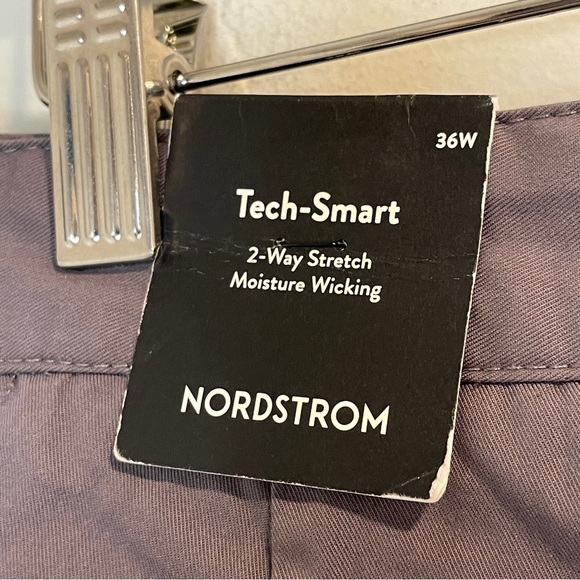 36W
Tech-Smart
2-Way Stretch
Moisture Wicking
NORDSTROM